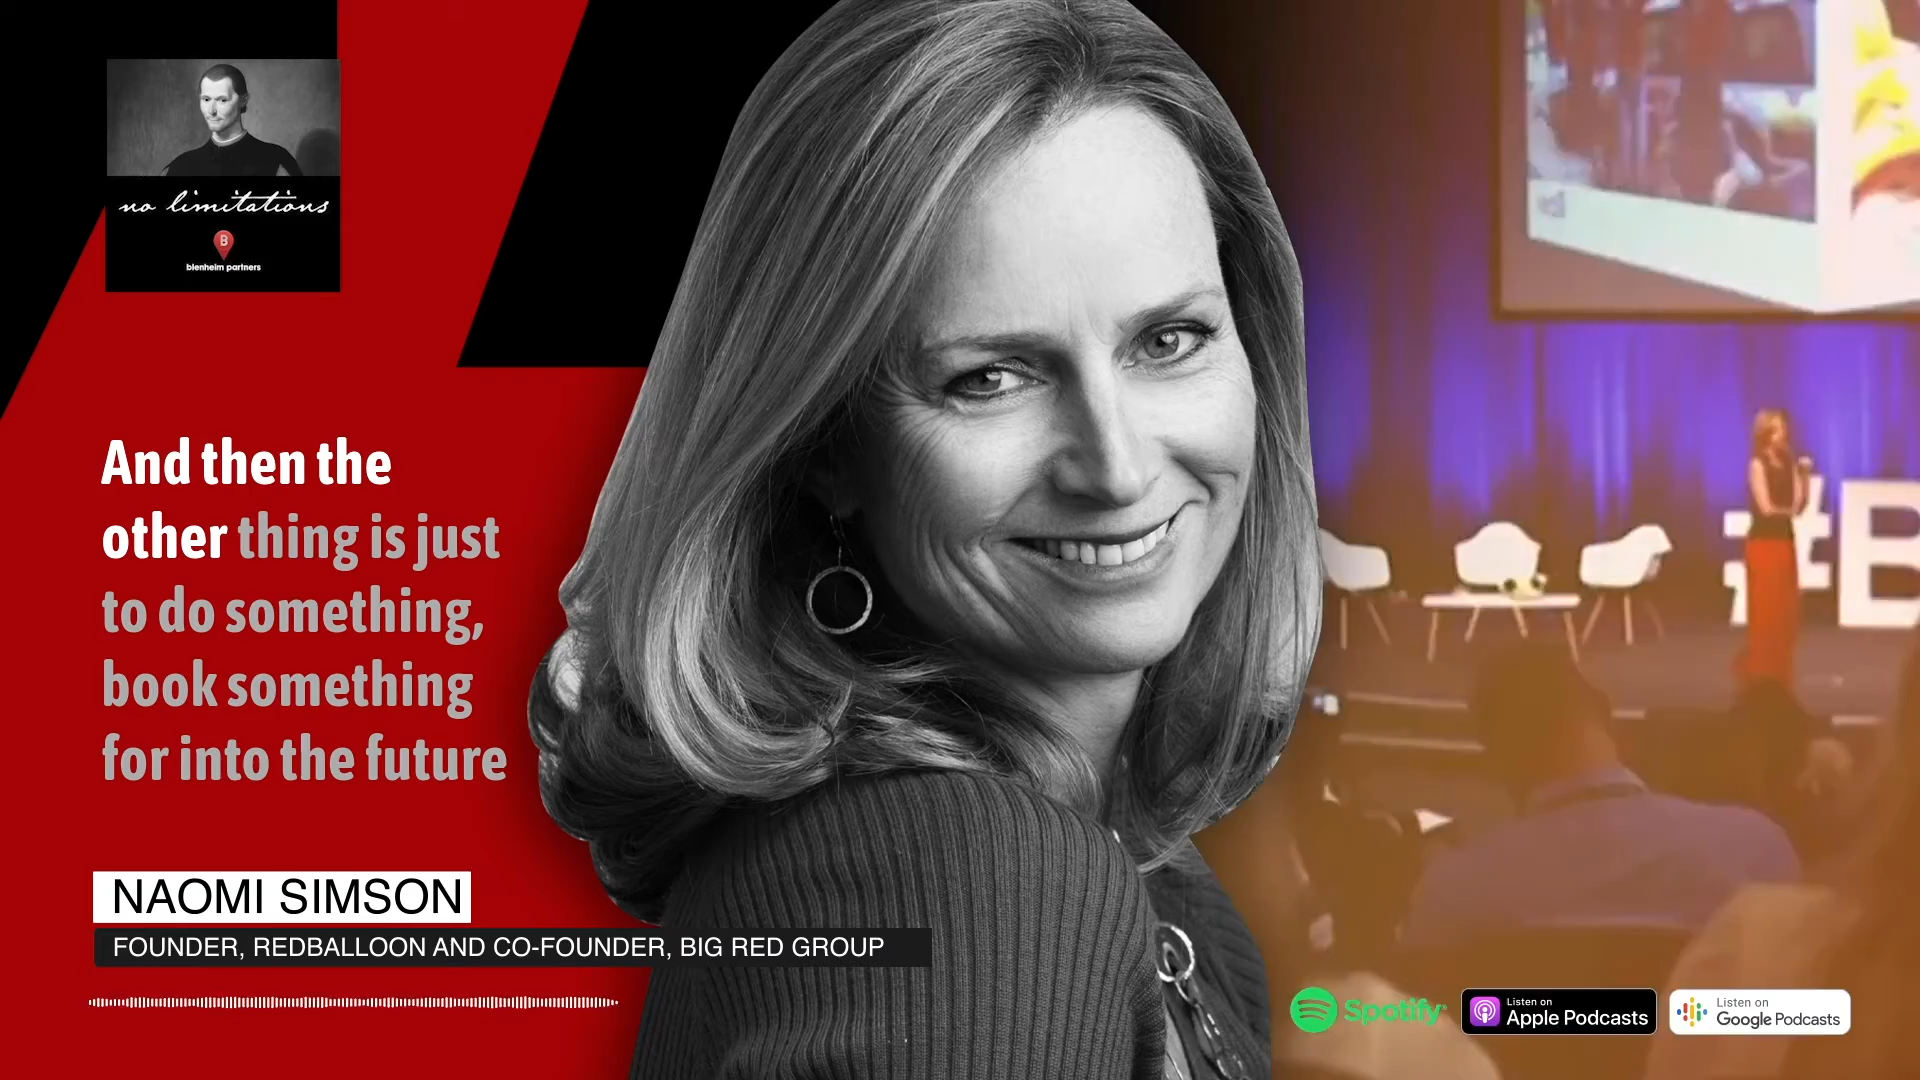 no limitations
B
blenheim partners
And then the
other thing is just
to do something,
book something
for into the future
NAOMI SIMSON
FOUNDER, REDBALLOON AND CO-FOUNDER, BIG RED GROUP
#B
Spotify
Listen on
Apple Podcasts
Listen on
Google Podcasts